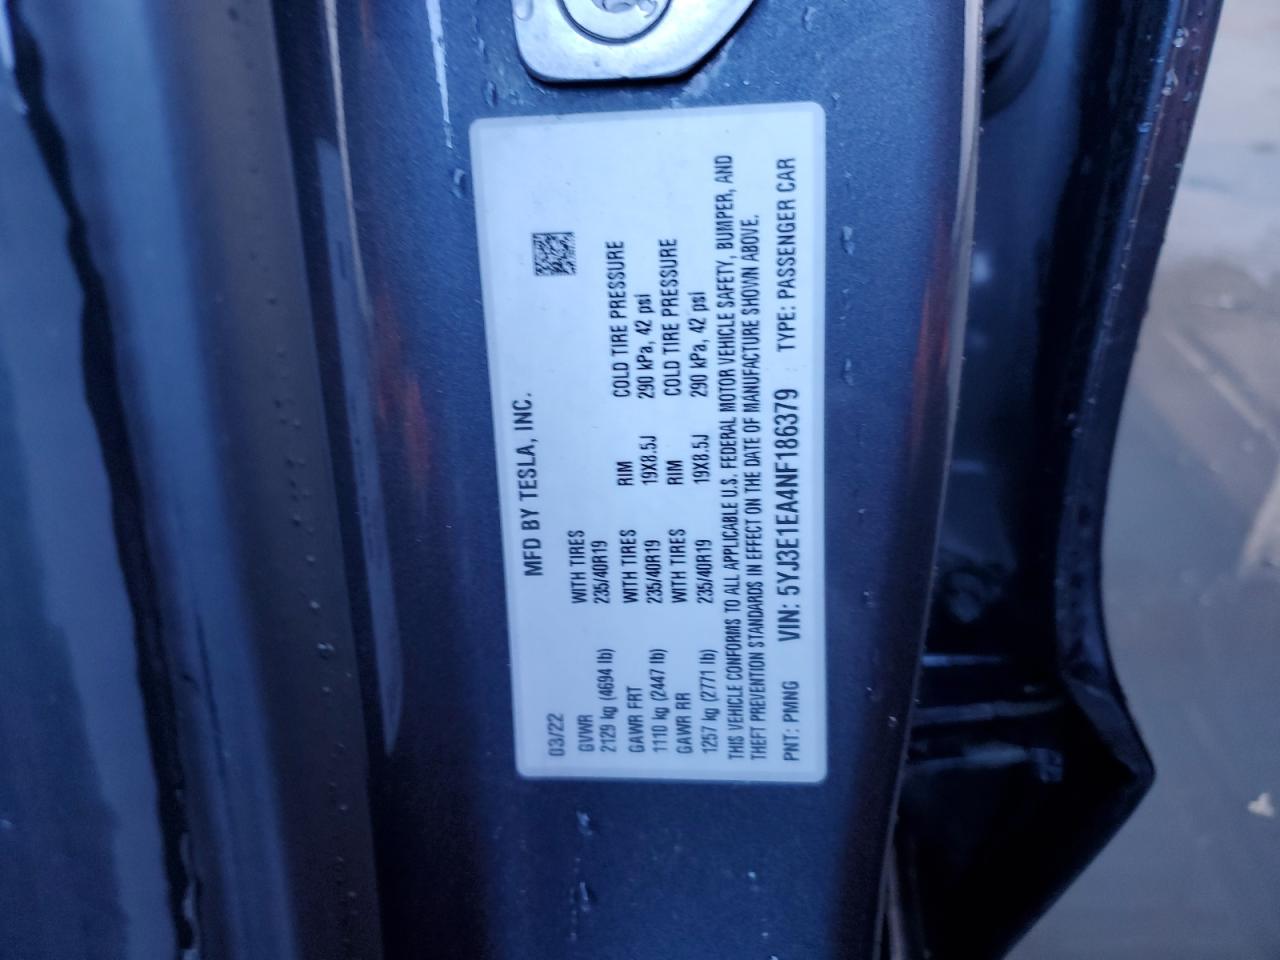 MFD BY TESLA, INC.
03/22
GVWR WITH TIRES
2129 kg (4694 lb) 235/40R19
GAWR FRT WITH TIRES RIM COLD TIRE PRESSURE
1110 kg (2447 lb) 235/40R19 19X8.5J 290 kPa, 42 psi
GAWR RR WITH TIRES RIM COLD TIRE PRESSURE
1257 kg (2771 lb) 235/40R19 19X8.5J 290 kPa, 42 psi
THIS VEHICLE CONFORMS TO ALL APPLICABLE U.S. FEDERAL MOTOR VEHICLE SAFETY, BUMPER, AND
THEFT PREVENTION STANDARDS IN EFFECT ON THE DATE OF MANUFACTURE SHOWN ABOVE.
PNT: PMNG VIN: 5YJ3E1EA4NF186379 TYPE: PASSENGER CAR